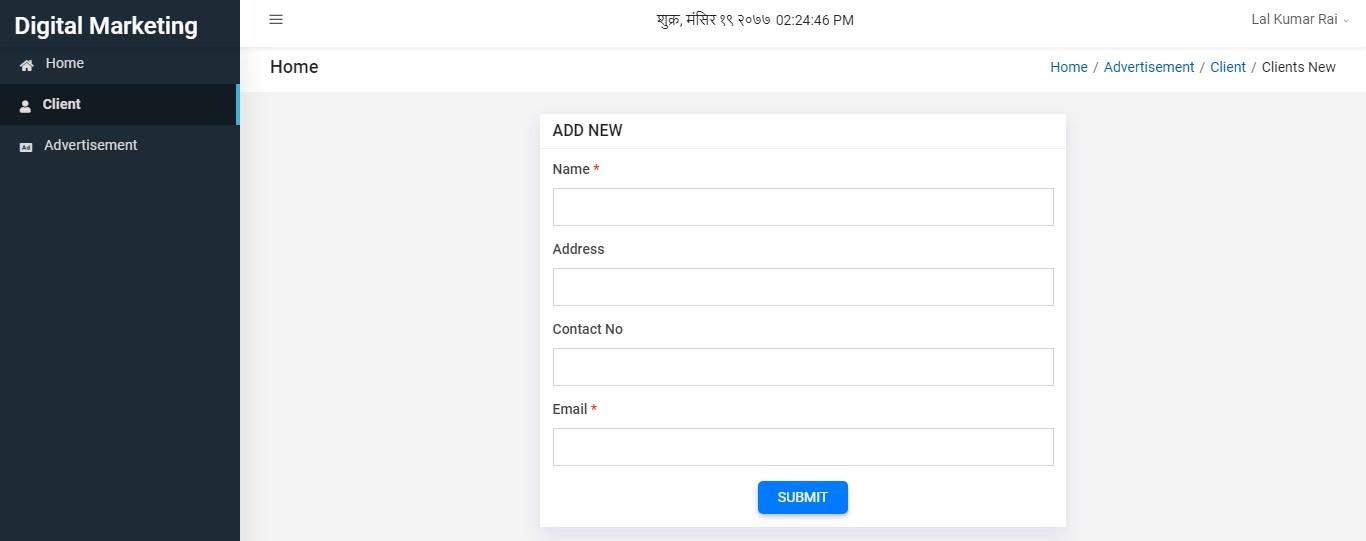 Digital Marketing
Home
Client
Advertisement
शुक्र, मंसिर १९ २०७७ 02:24:46 PM
Lal Kumar Rai
Home
Home / Advertisement / Client / Clients New
ADD NEW
Name *
Address
Contact No
Email *
SUBMIT